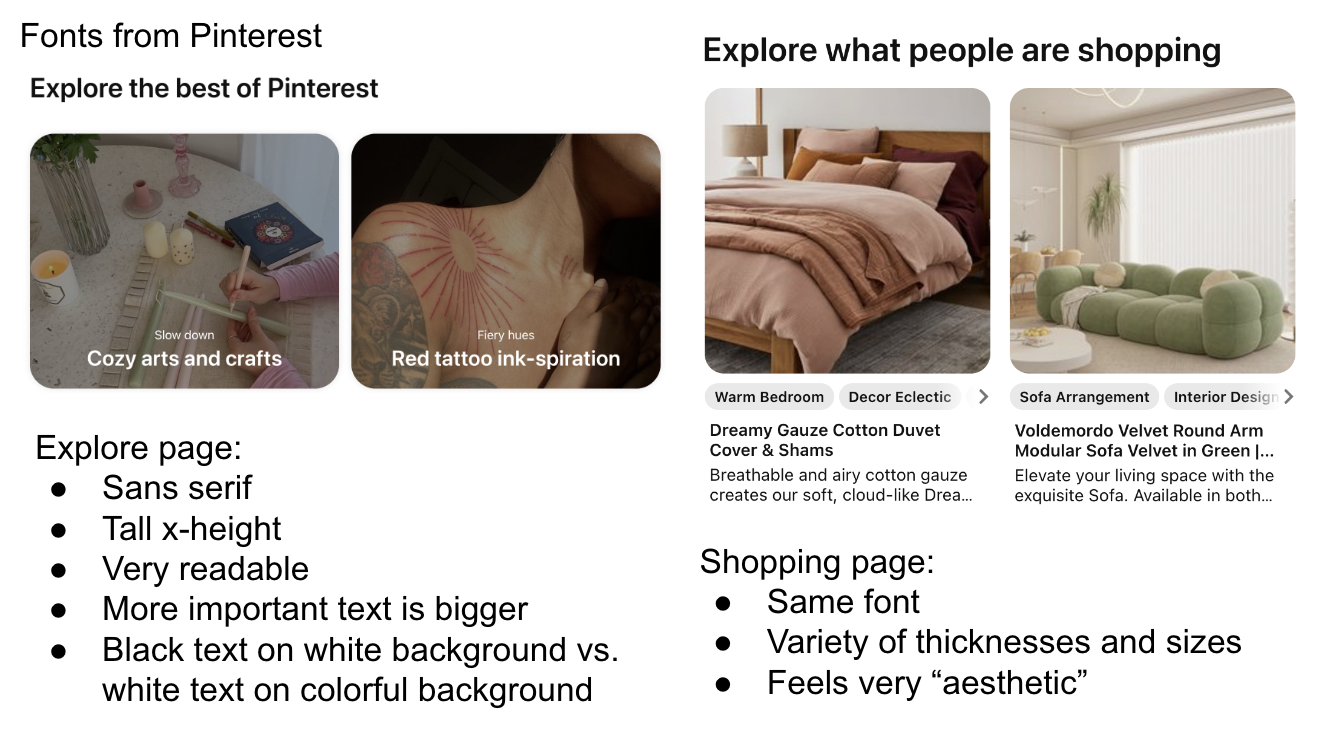 Fonts from Pinterest
Explore the best of Pinterest
Slow down
Cozy arts and crafts
Fiery hues
Red tattoo ink-spiration
Explore page:
● Sans serif
● Tall x-height
● Very readable
● More important text is bigger
● Black text on white background vs.
white text on colorful background
Explore what people are shopping
Warm Bedroom
Decor Eclectic
Sofa Arrangement
Interior Design
Dreamy Gauze Cotton Duvet
Cover & Shams
Breathable and airy cotton gauze
creates our soft, cloud-like Drea...
Voldemordo Velvet Round Arm
Modular Sofa Velvet in Green |...
Elevate your living space with the
exquisite Sofa. Available in both...
Shopping page:
● Same font
● Variety of thicknesses and sizes
● Feels very “aesthetic”